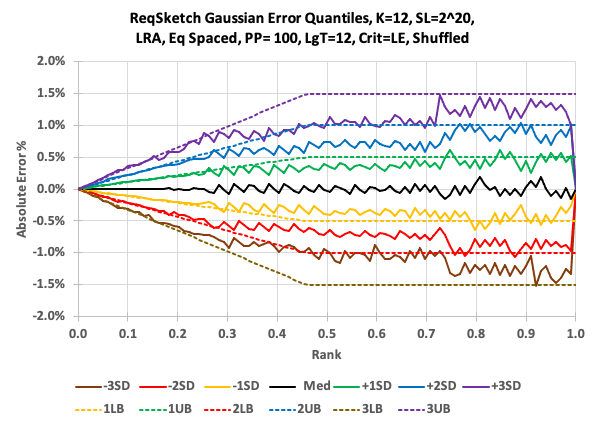 ReqSketch Gaussian Error Quantiles, K=12, SL=2^20,
LRA, Eq Spaced, PP= 100, LgT=12, Crit=LE, Shuffled
Absolute Error %
2.0%
1.5%
1.0%
0.5%
0.0%
-0.5%
-1.0%
-1.5%
-2.0%
0.0 0.1 0.2 0.3 0.4 0.5 0.6 0.7 0.8 0.9 1.0
Rank
-3SD -2SD -1SD Med +1SD +2SD +3SD
1LB 1UB 2LB 2UB 3LB 3UB